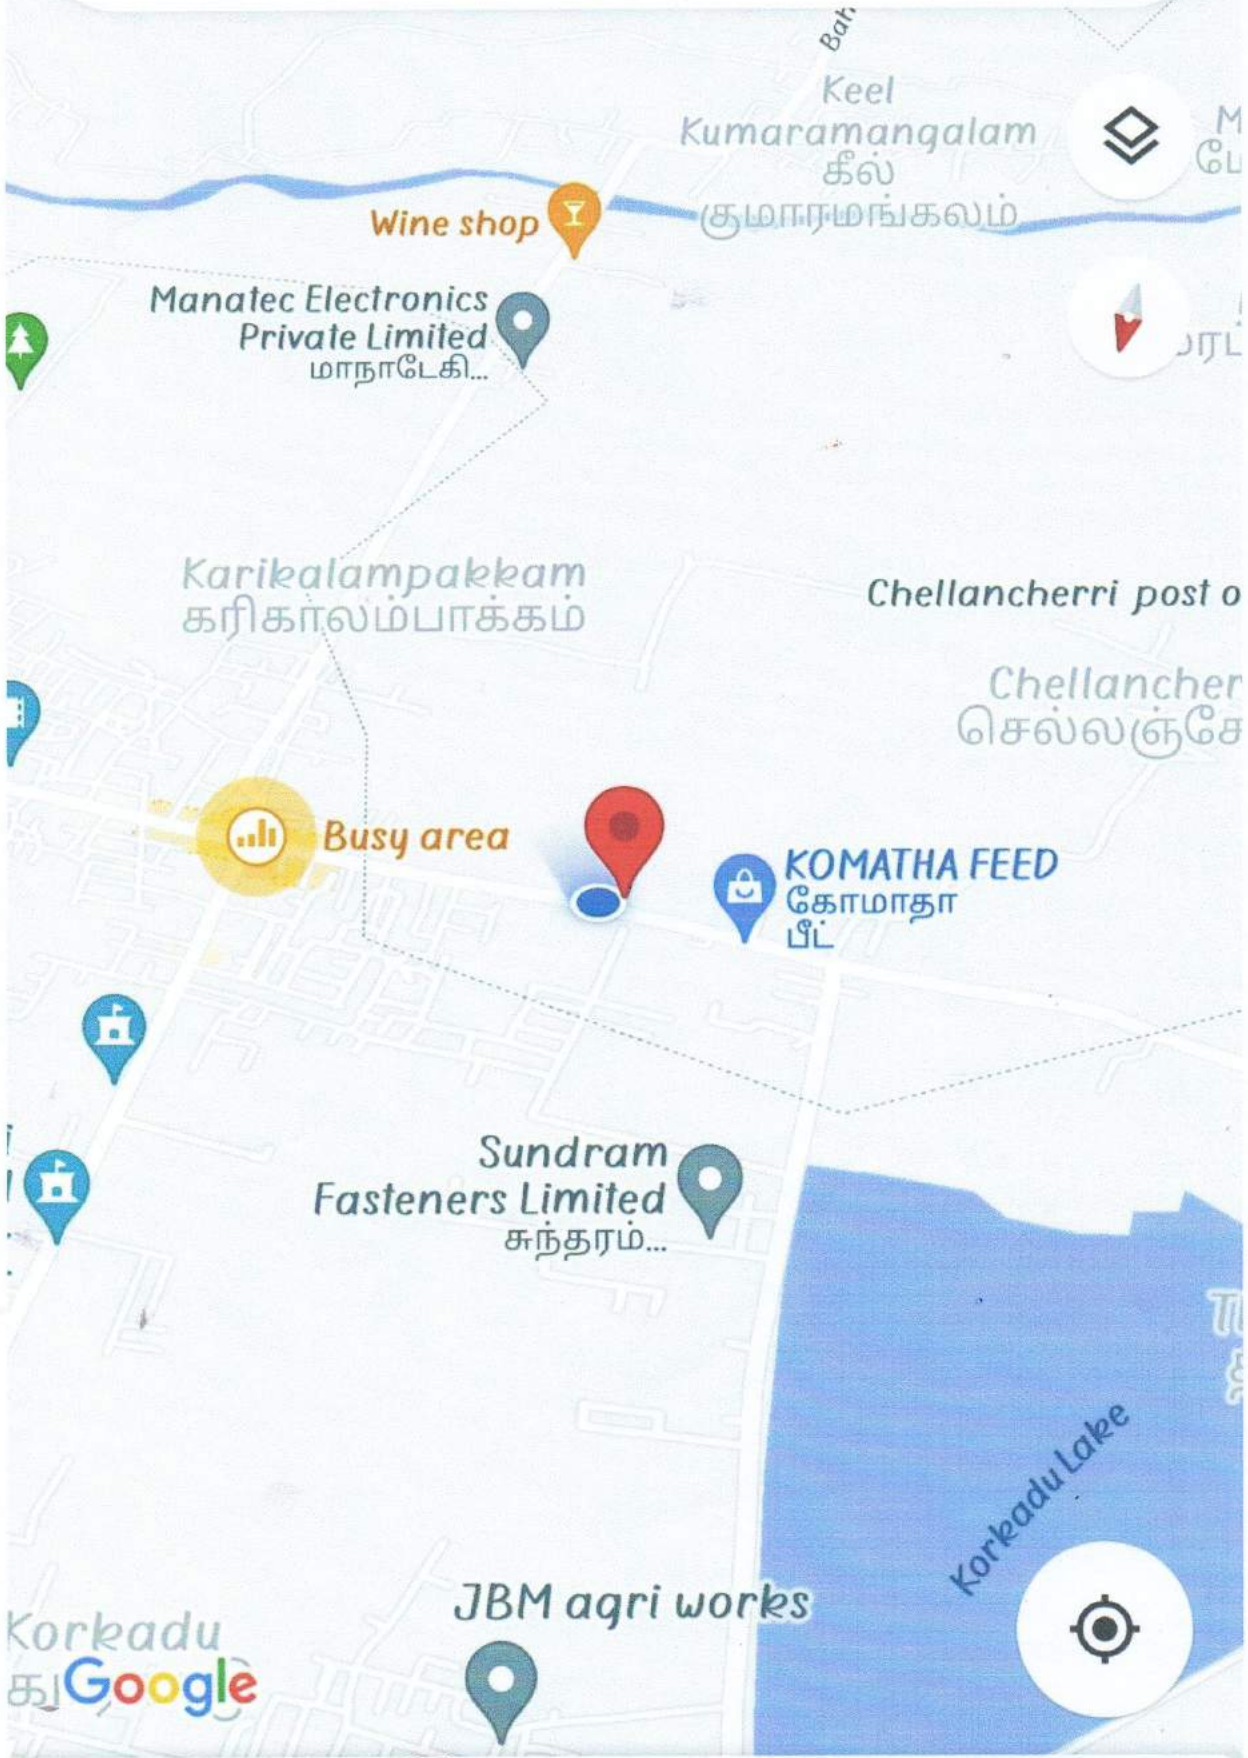 Bah
Keel
Kumaramangalam
கீல்
குமாரமங்கலம்
Wine shop
Manatec Electronics
Private Limited
மாநாடேகி...
Karikalampakkam
கரிகாலம்பாக்கம்
Chellancherri post o
Chellancher
செல்லஞ்சே
Busy area
KOMATHA FEED
கோமாதா
பீட்
Sundram
Fasteners Limited
சுந்தரம்...
Korkadu Lake
JBM agri works
Korkadu
Google